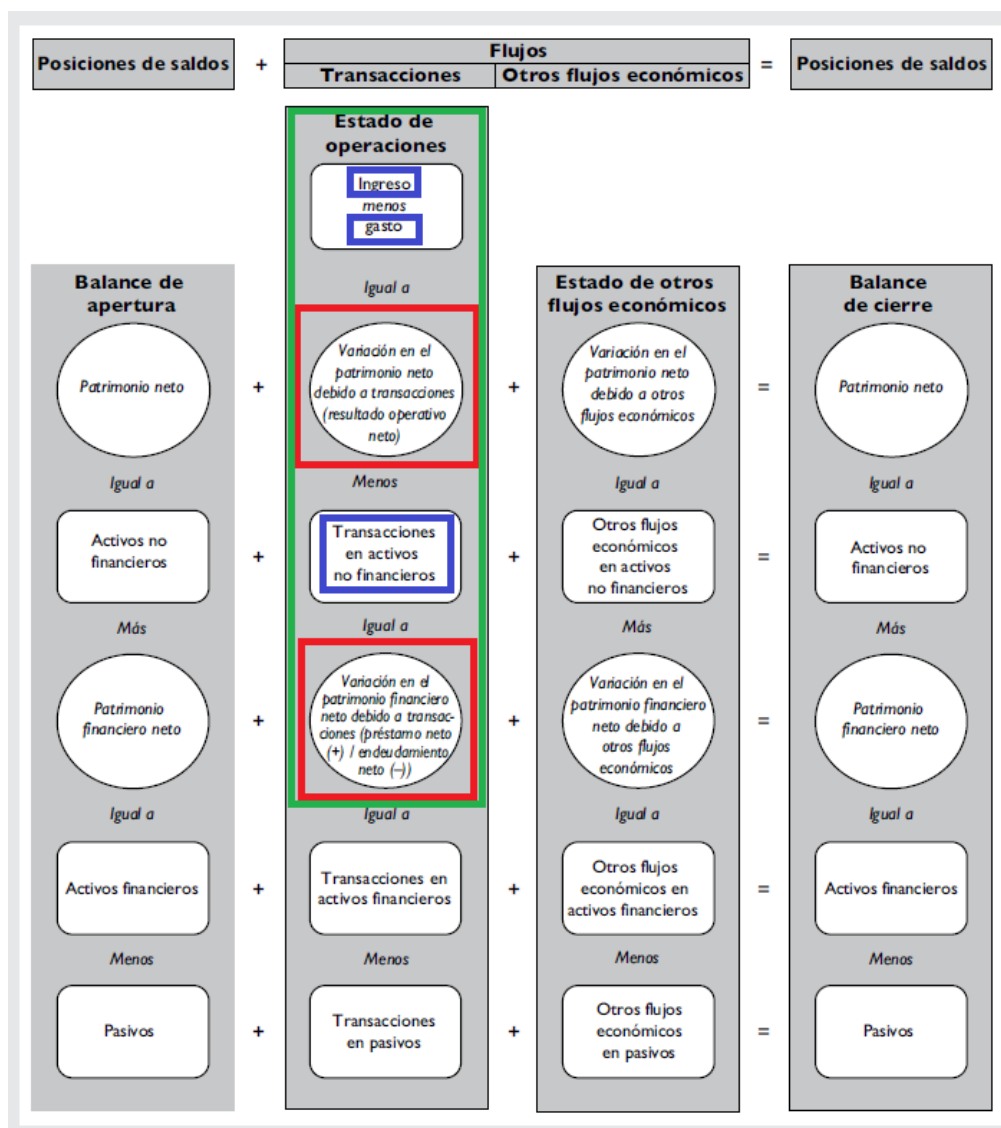 Posiciones de saldos
+
Flujos
Transacciones
Otros flujos económicos
=
Posiciones de saldos
Balance de
apertura
Patrimonio neto
Igual a
Activos no
financieros
Más
Patrimonio
financiero neto
Igual a
Activos financieros
Menos
Pasivos
+
+
+
+
+
Estado de
operaciones
Ingreso
menos
gasto
Igual a
Variación en el
patrimonio neto
debido a transacciones
(resultado operativo
neto)
Menos
Transacciones
en activos
no financieros
Igual a
Variación en el
patrimonio financiero
neto debido a transac-
ciones (préstamo neto
(+) / endeudamiento
neto (–))
Igual a
Transacciones en
activos financieros
Menos
Transacciones
en pasivos
+
+
+
+
+
Estado de otros
flujos económicos
Variación en el
patrimonio neto
debido a otros
flujos económicos
Igual a
Otros flujos
económicos
en activos
no financieros
Más
Variación en el
patrimonio financiero
neto debido a
otros flujos
económicos
Igual a
Otros flujos
económicos en
activos financieros
Menos
Otros flujos
económicos
en pasivos
=
=
=
=
=
Balance
de cierre
Patrimonio neto
Igual a
Activos no
financieros
Más
Patrimonio
financiero neto
Igual a
Activos financieros
Menos
Pasivos